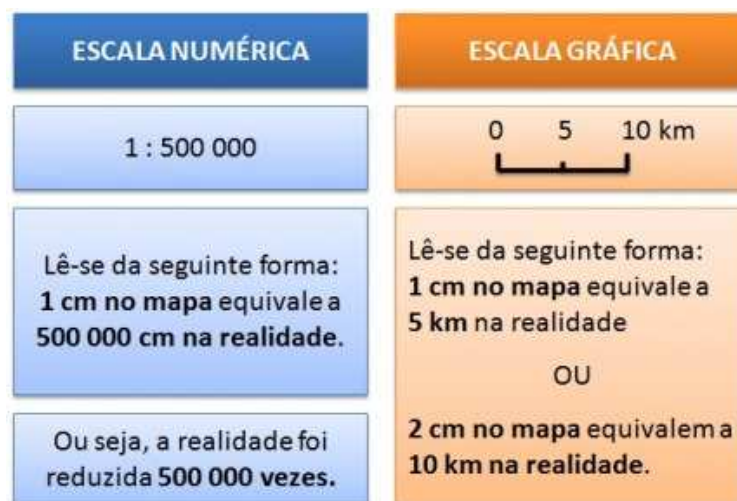 ESCALA NUMÉRICA
1 : 500 000
Lê-se da seguinte forma:
1 cm no mapa equivale a
500 000 cm na realidade.
Ou seja, a realidade foi
reduzida 500 000 vezes.
ESCALA GRÁFICA
0 5 10 km
Lê-se da seguinte forma:
1 cm no mapa equivale a
5 km na realidade
OU
2 cm no mapa equivalem a
10 km na realidade.